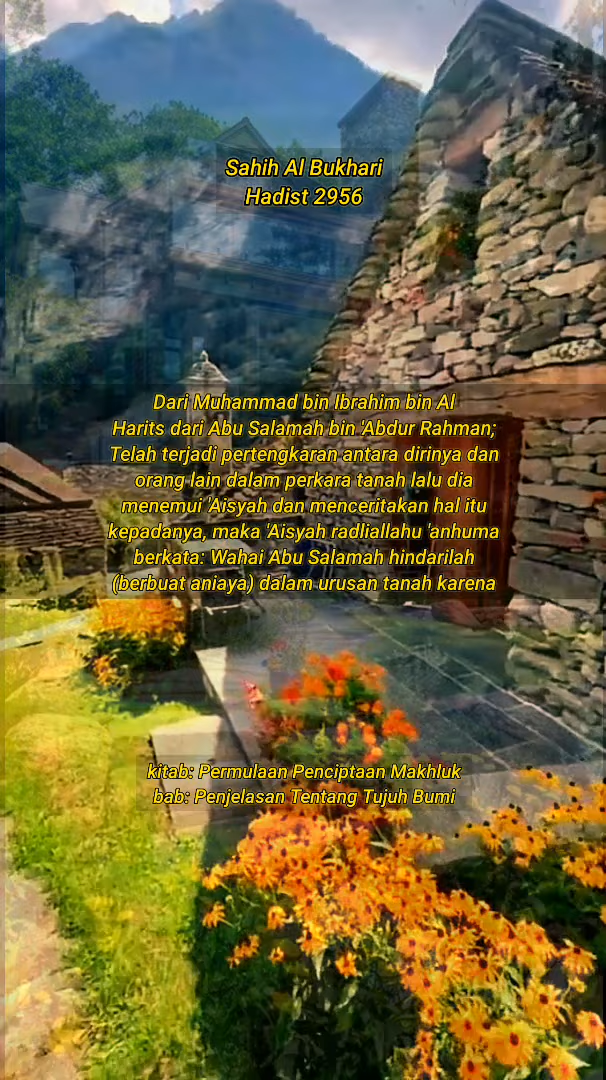 Sahih Al Bukhari
Hadist 2956
Dari Muhammad bin Ibrahim bin Al
Harits dari Abu Salamah bin 'Abdur Rahman;
Telah terjadi pertengkaran antara dirinya dan
orang lain dalam perkara tanah lalu dia
menemui 'Aisyah dan menceritakan hal itu
kepadanya, maka 'Aisyah radliallahu 'anhuma
berkata: Wahai Abu Salamah hindarilah
(berbuat aniaya) dalam urusan tanah karena
kitab: Permulaan Penciptaan Makhluk
bab: Penjelasan Tentang Tujuh Bumi